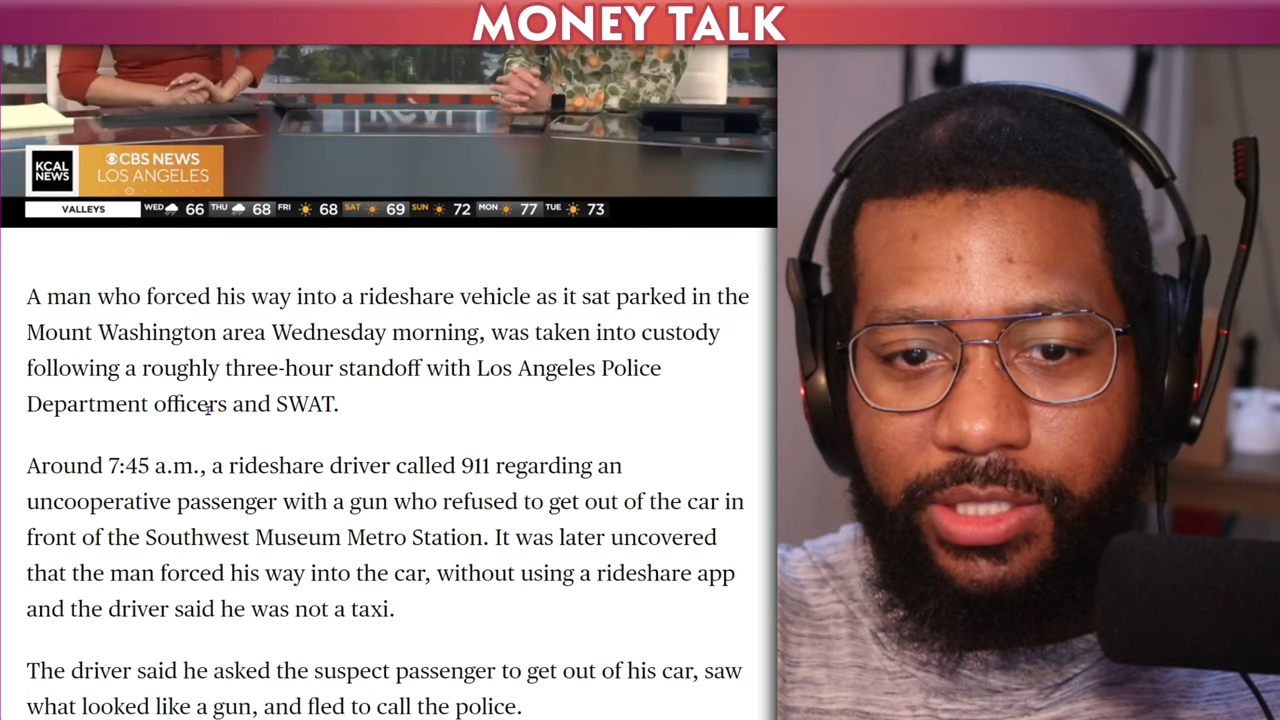 MONEY TALK
KCAL NEWS
CBS NEWS
LOS ANGELES
VALLEYS WED 66 THU 68 FRI 68 SAT 69 SUN 72 MON 77 TUE 73
A man who forced his way into a rideshare vehicle as it sat parked in the
Mount Washington area Wednesday morning, was taken into custody
following a roughly three-hour standoff with Los Angeles Police
Department officers and SWAT.
Around 7:45 a.m., a rideshare driver called 911 regarding an
uncooperative passenger with a gun who refused to get out of the car in
front of the Southwest Museum Metro Station. It was later uncovered
that the man forced his way into the car, without using a rideshare app
and the driver said he was not a taxi.
The driver said he asked the suspect passenger to get out of his car, saw
what looked like a gun, and fled to call the police.